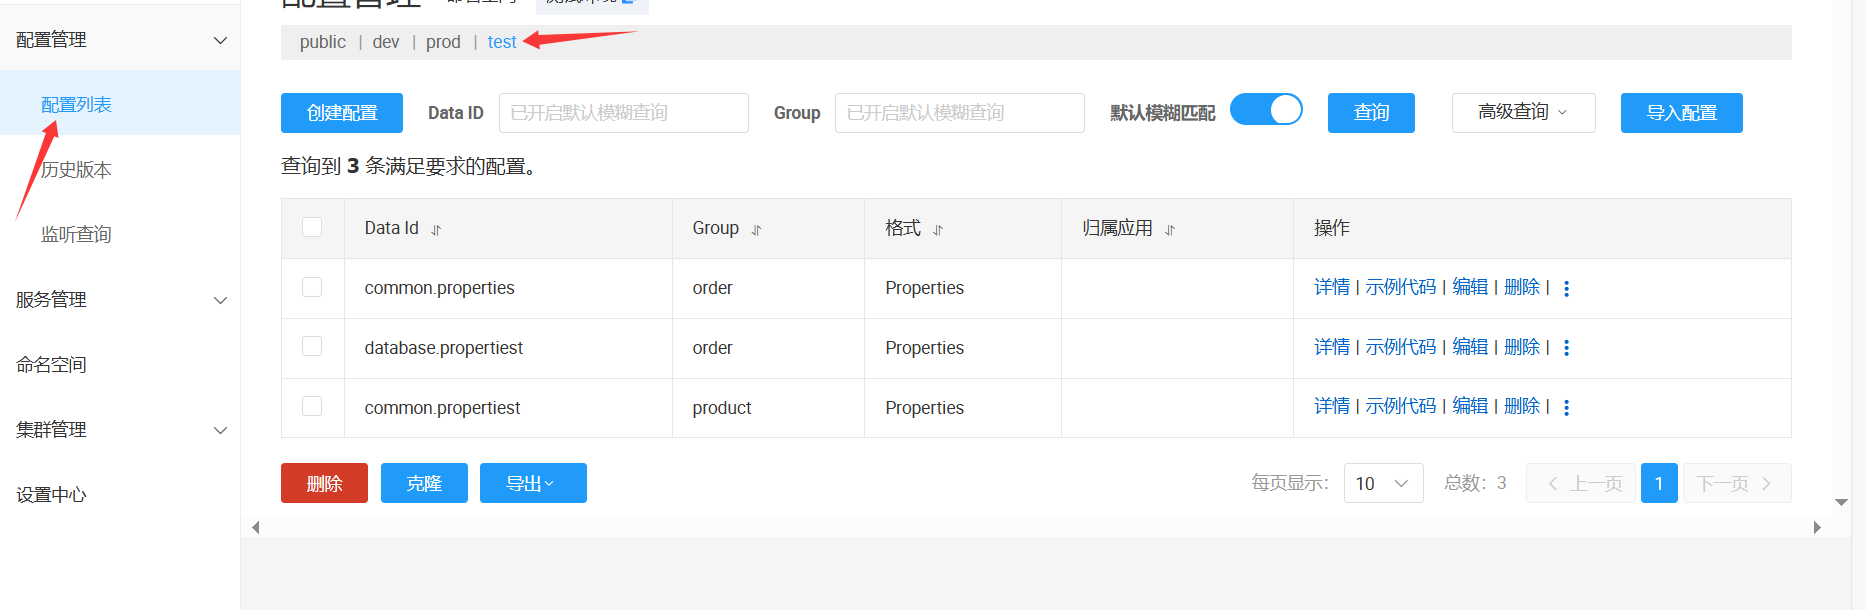 配置管理
public | dev | prod | test
配置管理
配置列表
历史版本
监听查询
服务管理
命名空间
集群管理
设置中心
创建配置 Data ID 已开启默认模糊查询 Group 已开启默认模糊查询 默认模糊匹配 查询 高级查询 导入配置
查询到 3 条满足要求的配置。
Data Id Group 格式 归属应用 操作
common.properties order Properties 详情 | 示例代码 | 编辑 | 删除 |
database.propertiest order Properties 详情 | 示例代码 | 编辑 | 删除 |
common.propertiest product Properties 详情 | 示例代码 | 编辑 | 删除 |
删除 克隆 导出 每页显示: 10 总数: 3 上一页 1 下一页